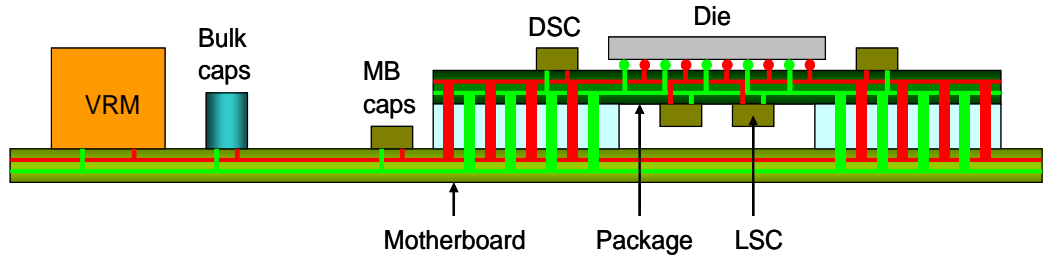 DSC
Die
Bulk
caps
MB
caps
VRM
Motherboard
Package
LSC